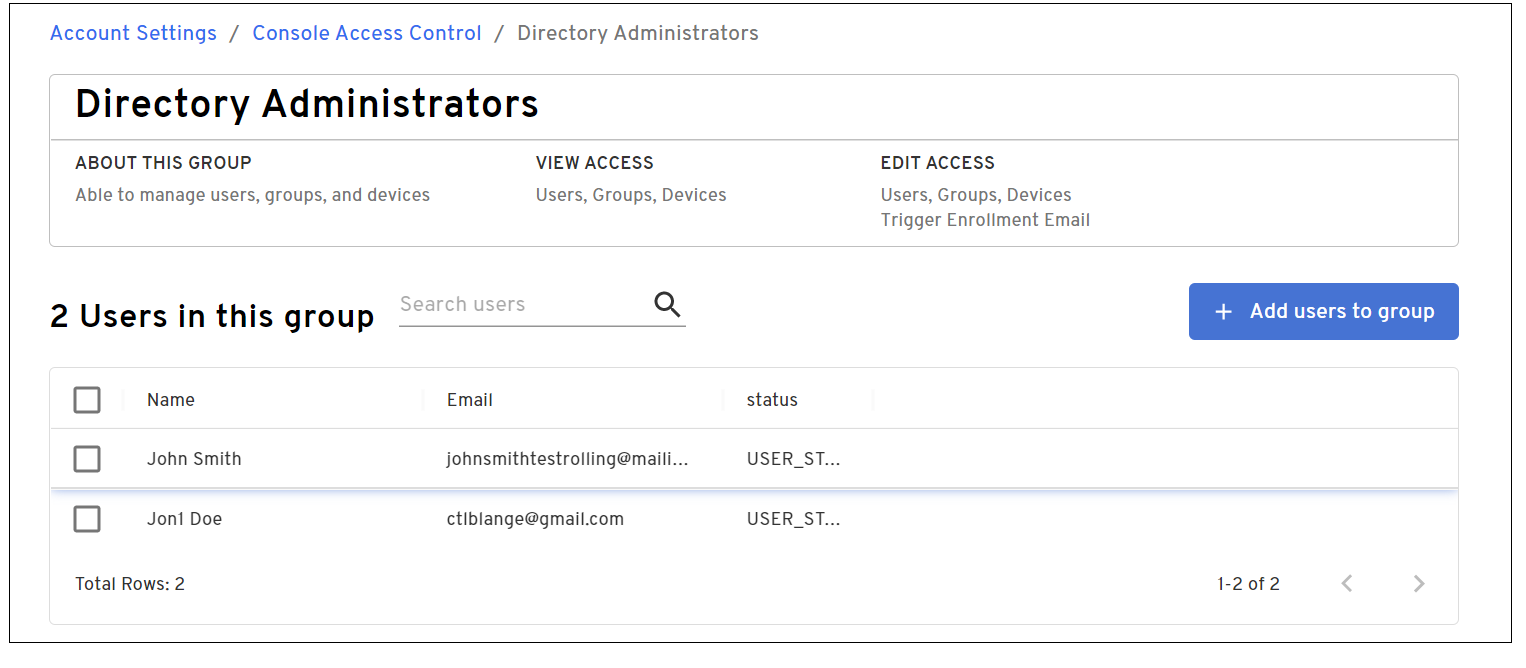 Account Settings / Console Access Control / Directory Administrators
Directory Administrators
ABOUT THIS GROUP
Able to manage users, groups, and devices
VIEW ACCESS
Users, Groups, Devices
EDIT ACCESS
Users, Groups, Devices
Trigger Enrollment Email
2 Users in this group
Search users
+ Add users to group
Name Email status
John Smith johnsmithtestrolling@maili... USER_ST...
Jon1 Doe ctlblange@gmail.com USER_ST...
Total Rows: 2
1-2 of 2